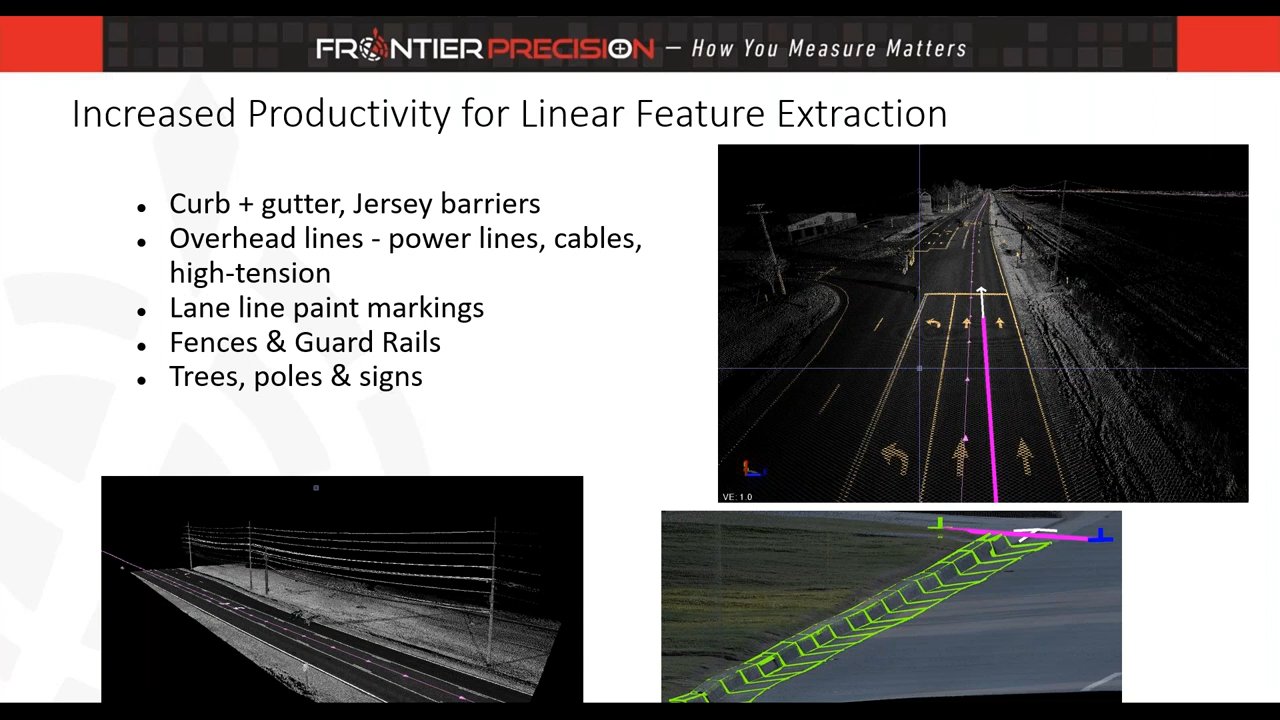 FRONTIER PRECISION — How You Measure Matters
Increased Productivity for Linear Feature Extraction
• Curb + gutter, Jersey barriers
• Overhead lines - power lines, cables,
high-tension
• Lane line paint markings
• Fences & Guard Rails
• Trees, poles & signs
VE: 1.0